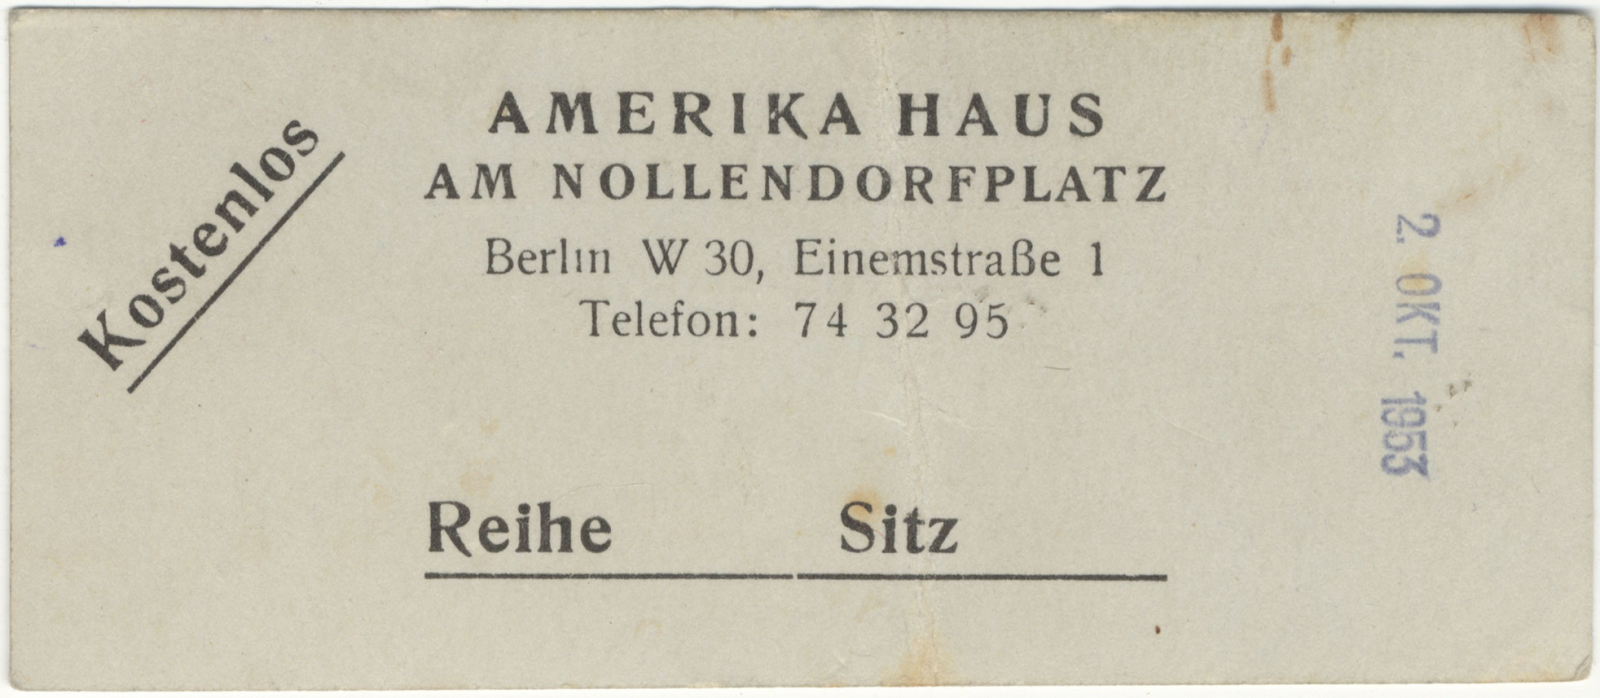 Kostenlos
AMERIKA HAUS
AM NOLLENDORFPLATZ
Berlin W 30, Einemstraße 1
Telefon: 74 32 95
Reihe Sitz
2. OKT. 1953